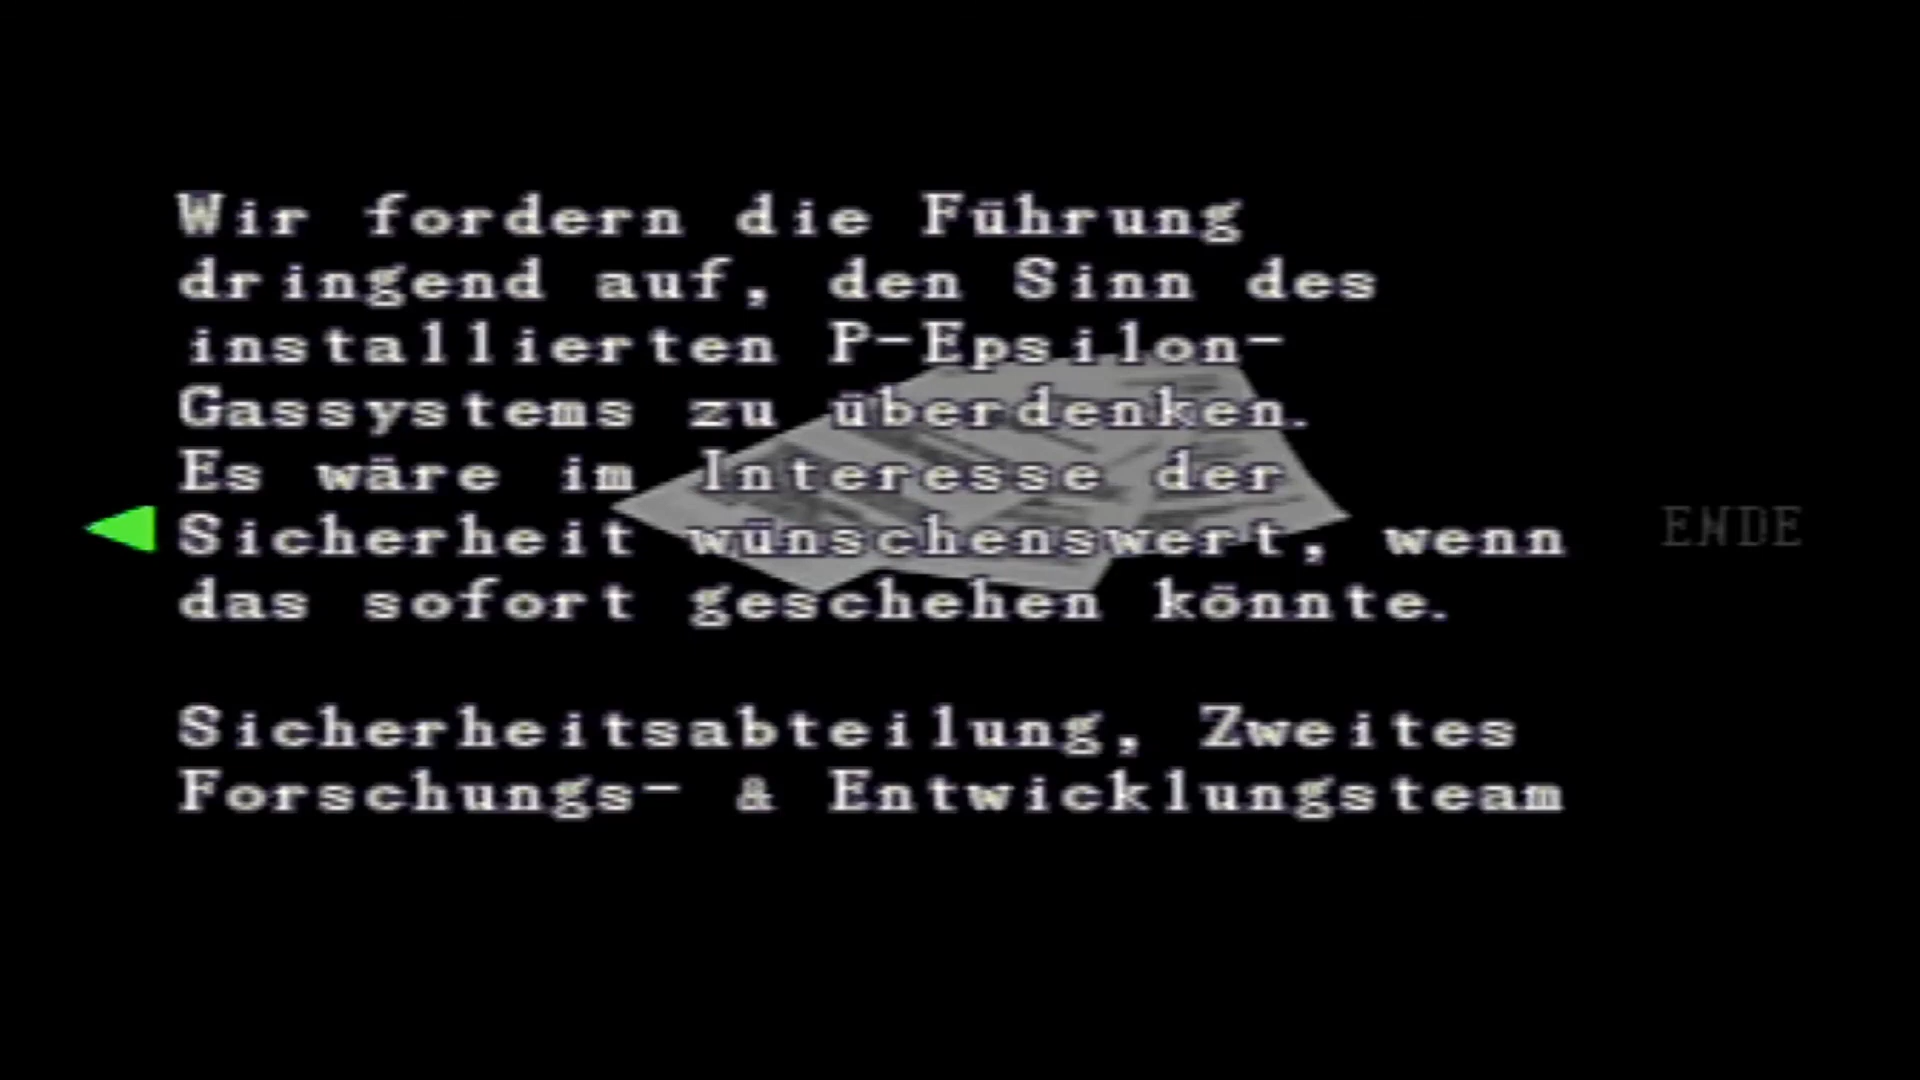 Wir fordern die Führung
dringend auf, den Sinn des
installierten P-Epsilon-
Gassystems zu überdenken.
Es wäre im Interesse der
Sicherheit wünschenswert, wenn
das sofort geschehen könnte.
Sicherheitsabteilung, Zweites
Forschungs- & Entwicklungsteam
ENDE